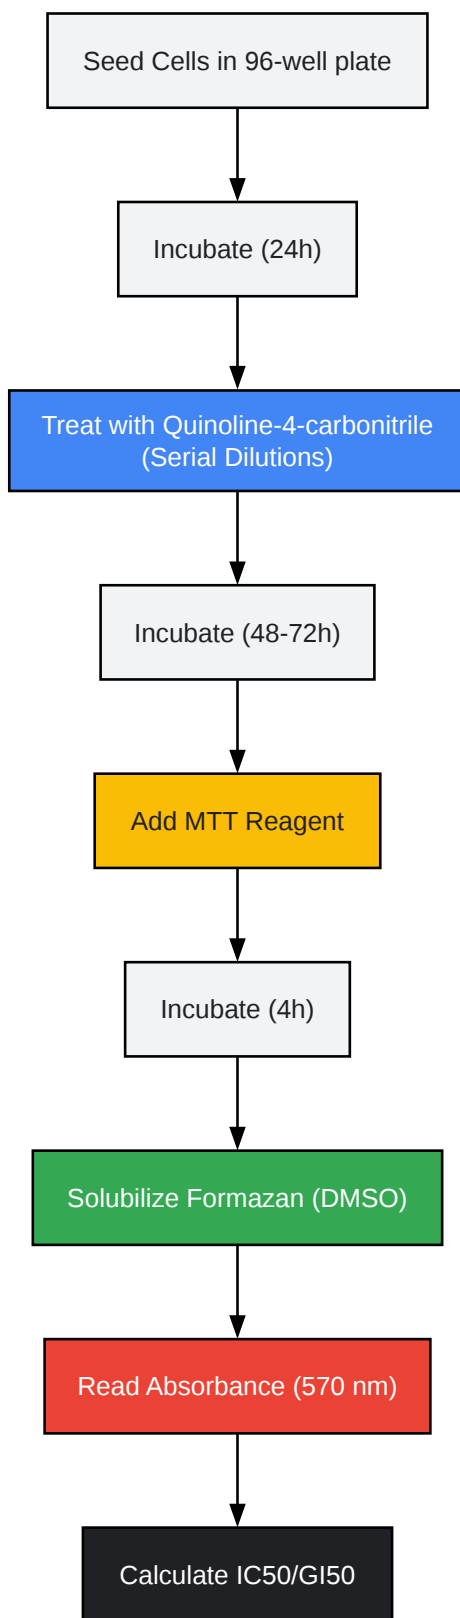 Seed Cells in 96-well plate
Incubate (24h)
Treat with Quinoline-4-carbonitrile
(Serial Dilutions)
Incubate (48-72h)
Add MTT Reagent
Incubate (4h)
Solubilize Formazan (DMSO)
Read Absorbance (570 nm)
Calculate IC50/GI50